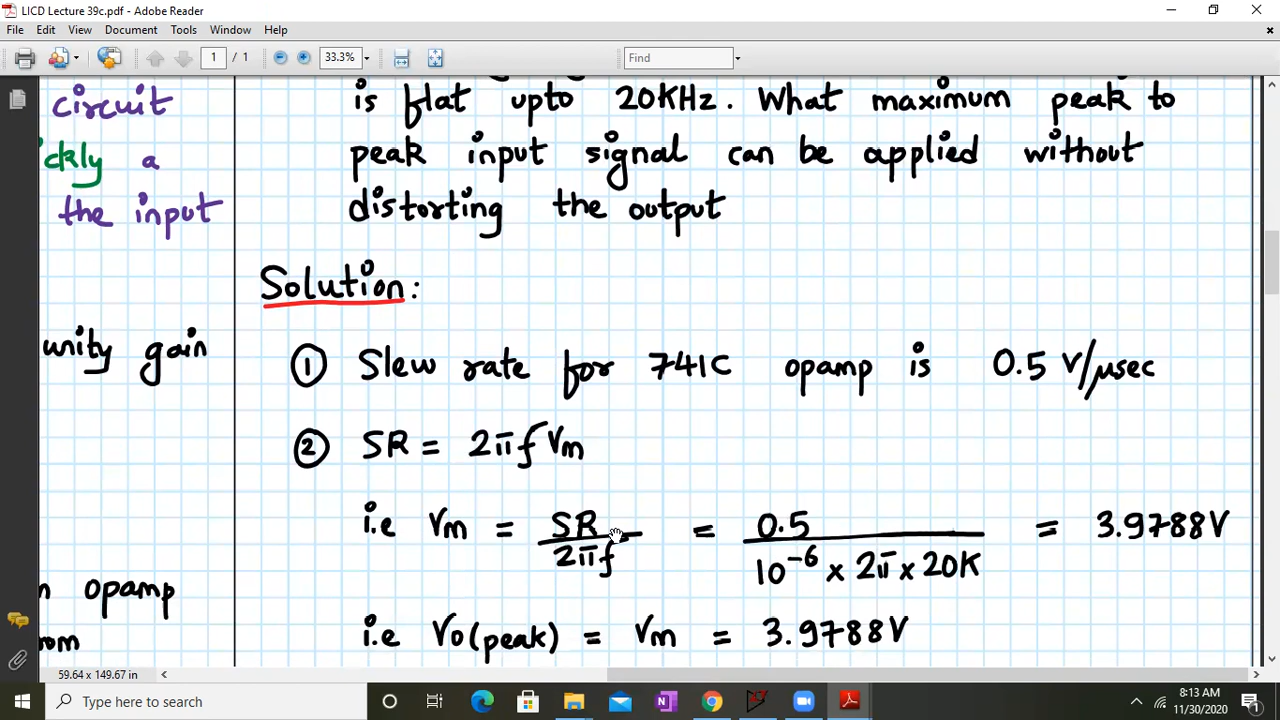 LICD Lecture 39c.pdf - Adobe Reader
File Edit View Document Tools Window Help
1 / 1 33.3% Find
circuit
ickly a
the input
unity gain
n opamp
is flat upto 20KHz. What maximum peak to
peak input signal can be applied without
distorting the output
Solution:
① Slew rate for 741C opamp is 0.5 V/μsec
② SR = 2πf Vm
i.e Vm = SR / 2πf = 0.5 / 10⁻⁶ x 2π x 20K = 3.9788V
i.e Vo(peak) = Vm = 3.9788V
59.64 x 149.67 in
Type here to search
8:13 AM
11/30/2020